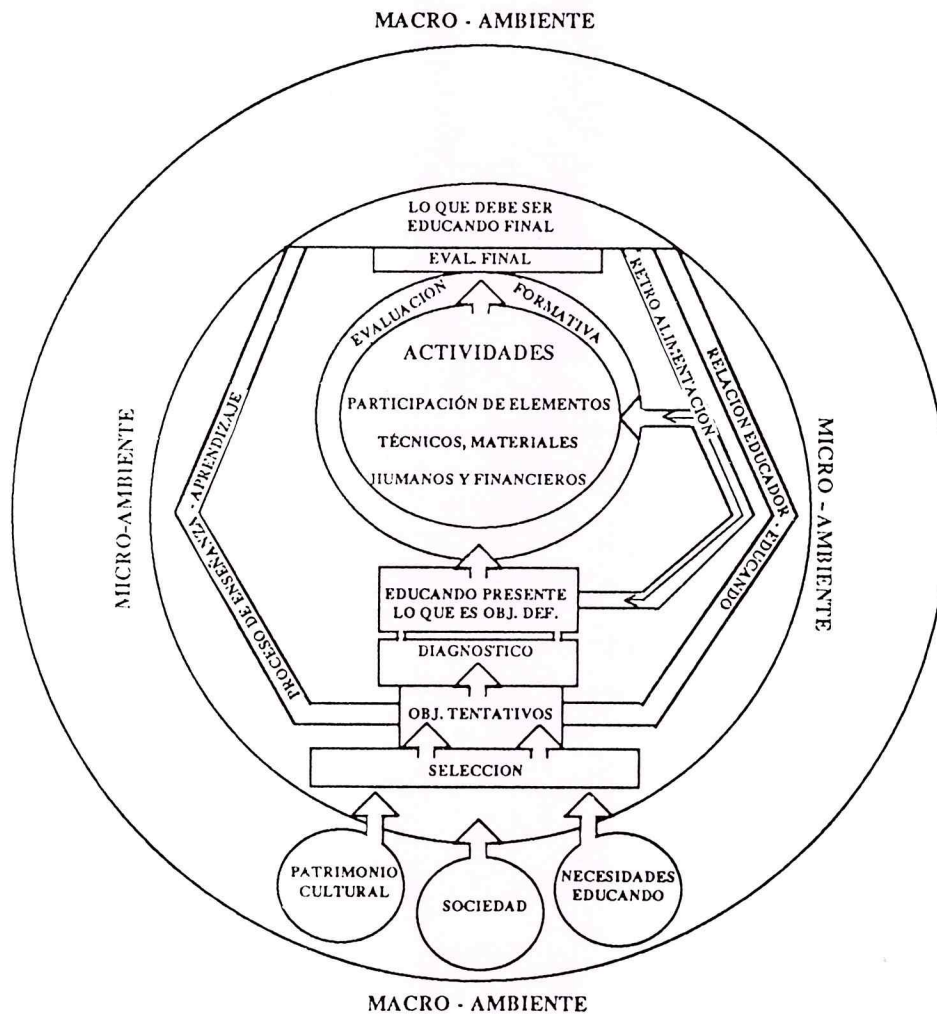 MACRO - AMBIENTE
LO QUE DEBE SER
EDUCANDO FINAL
EVAL. FINAL
EVALUACION
FORMATIVA
ACTIVIDADES
PARTICIPACIÓN DE ELEMENTOS
TÉCNICOS, MATERIALES
HUMANOS Y FINANCIEROS
RETRO ALIMENTACIÓN
RELACION EDUCADOR - EDUCANDO
PROCESO DE ENSEÑANZA - APRENDIZAJE
MICRO-AMBIENTE
MICRO - AMBIENTE
EDUCANDO PRESENTE
LO QUE ES OBJ. DEF.
DIAGNOSTICO
OBJ. TENTATIVOS
SELECCION
PATRIMONIO
CULTURAL
SOCIEDAD
NECESIDADES
EDUCANDO
MACRO - AMBIENTE